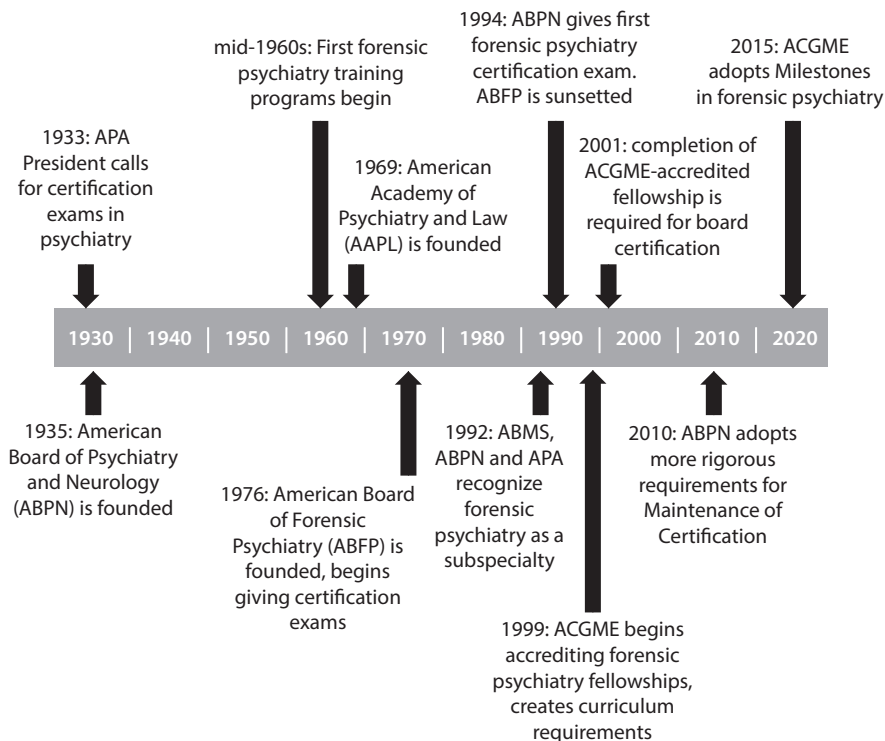 1933: APA
President calls
for certification
exams in
psychiatry
mid-1960s: First forensic
psychiatry training
programs begin
1969: American
Academy of
Psychiatry and Law
(AAPL) is founded
1994: ABPN gives first
forensic psychiatry
certification exam.
ABFP is sunsetted
2001: completion of
ACGME-accredited
fellowship is
required for board
certification
2015: ACGME
adopts Milestones
in forensic psychiatry
1930 | 1940 | 1950 | 1960 | 1970 | 1980 | 1990 | 2000 | 2010 | 2020
1935: American
Board of Psychiatry
and Neurology
(ABPN) is founded
1976: American Board
of Forensic
Psychiatry (ABFP) is
founded, begins
giving certification
exams
1992: ABMS,
ABPN and APA
recognize
forensic
psychiatry as a
subspecialty
1999: ACGME begins
accrediting forensic
psychiatry fellowships,
creates curriculum
requirements
2010: ABPN adopts
more rigorous
requirements for
Maintenance of
Certification